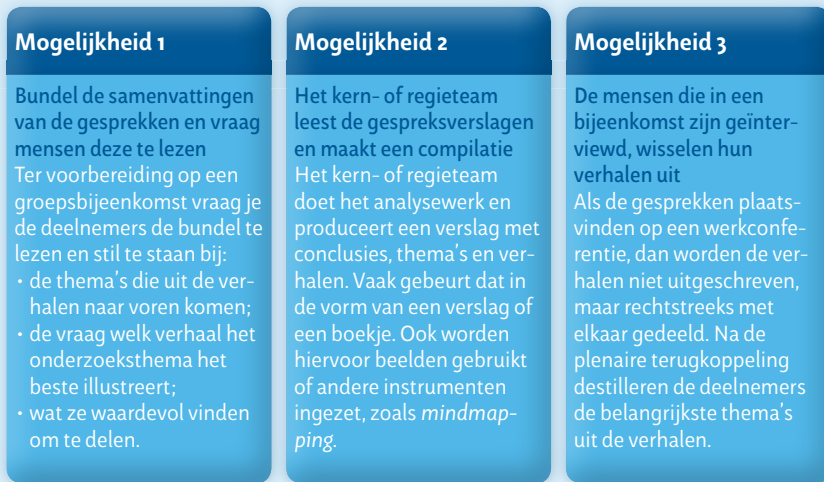 Mogelijkheid 1
Bundel de samenvattingen
van de gesprekken en vraag
mensen deze te lezen
Ter voorbereiding op een
groepsbijeenkomst vraag je
de deelnemers de bundel te
lezen en stil te staan bij:
• de thema's die uit de ver-
halen naar voren komen;
• de vraag welk verhaal het
onderzoeksthema het
beste illustreert;
• wat ze waardevol vinden
om te delen.
Mogelijkheid 2
Het kern- of regieteam
leest de gespreksverslagen
en maakt een compilatie
Het kern- of regieteam
doet het analysewerk en
produceert een verslag met
conclusies, thema's en ver-
halen. Vaak gebeurt dat in
de vorm van een verslag of
een boekje. Ook worden
hiervoor beelden gebruikt
of andere instrumenten
ingezet, zoals mindmap-
ping.
Mogelijkheid 3
De mensen die in een
bijeenkomst zijn geïnter-
viewd, wisselen hun
verhalen uit
Als de gesprekken plaats-
vinden op een werkconfe-
rentie, dan worden de ver-
halen niet uitgeschreven,
maar rechtstreeks met
elkaar gedeeld. Na de
plenaire terugkoppeling
destilleren de deelnemers
de belangrijkste thema's
uit de verhalen.